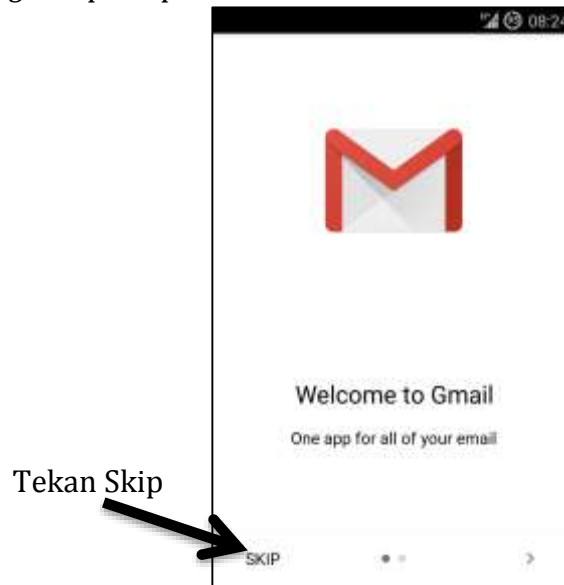 08:24
Welcome to Gmail
One app for all of your email
Tekan Skip
SKIP